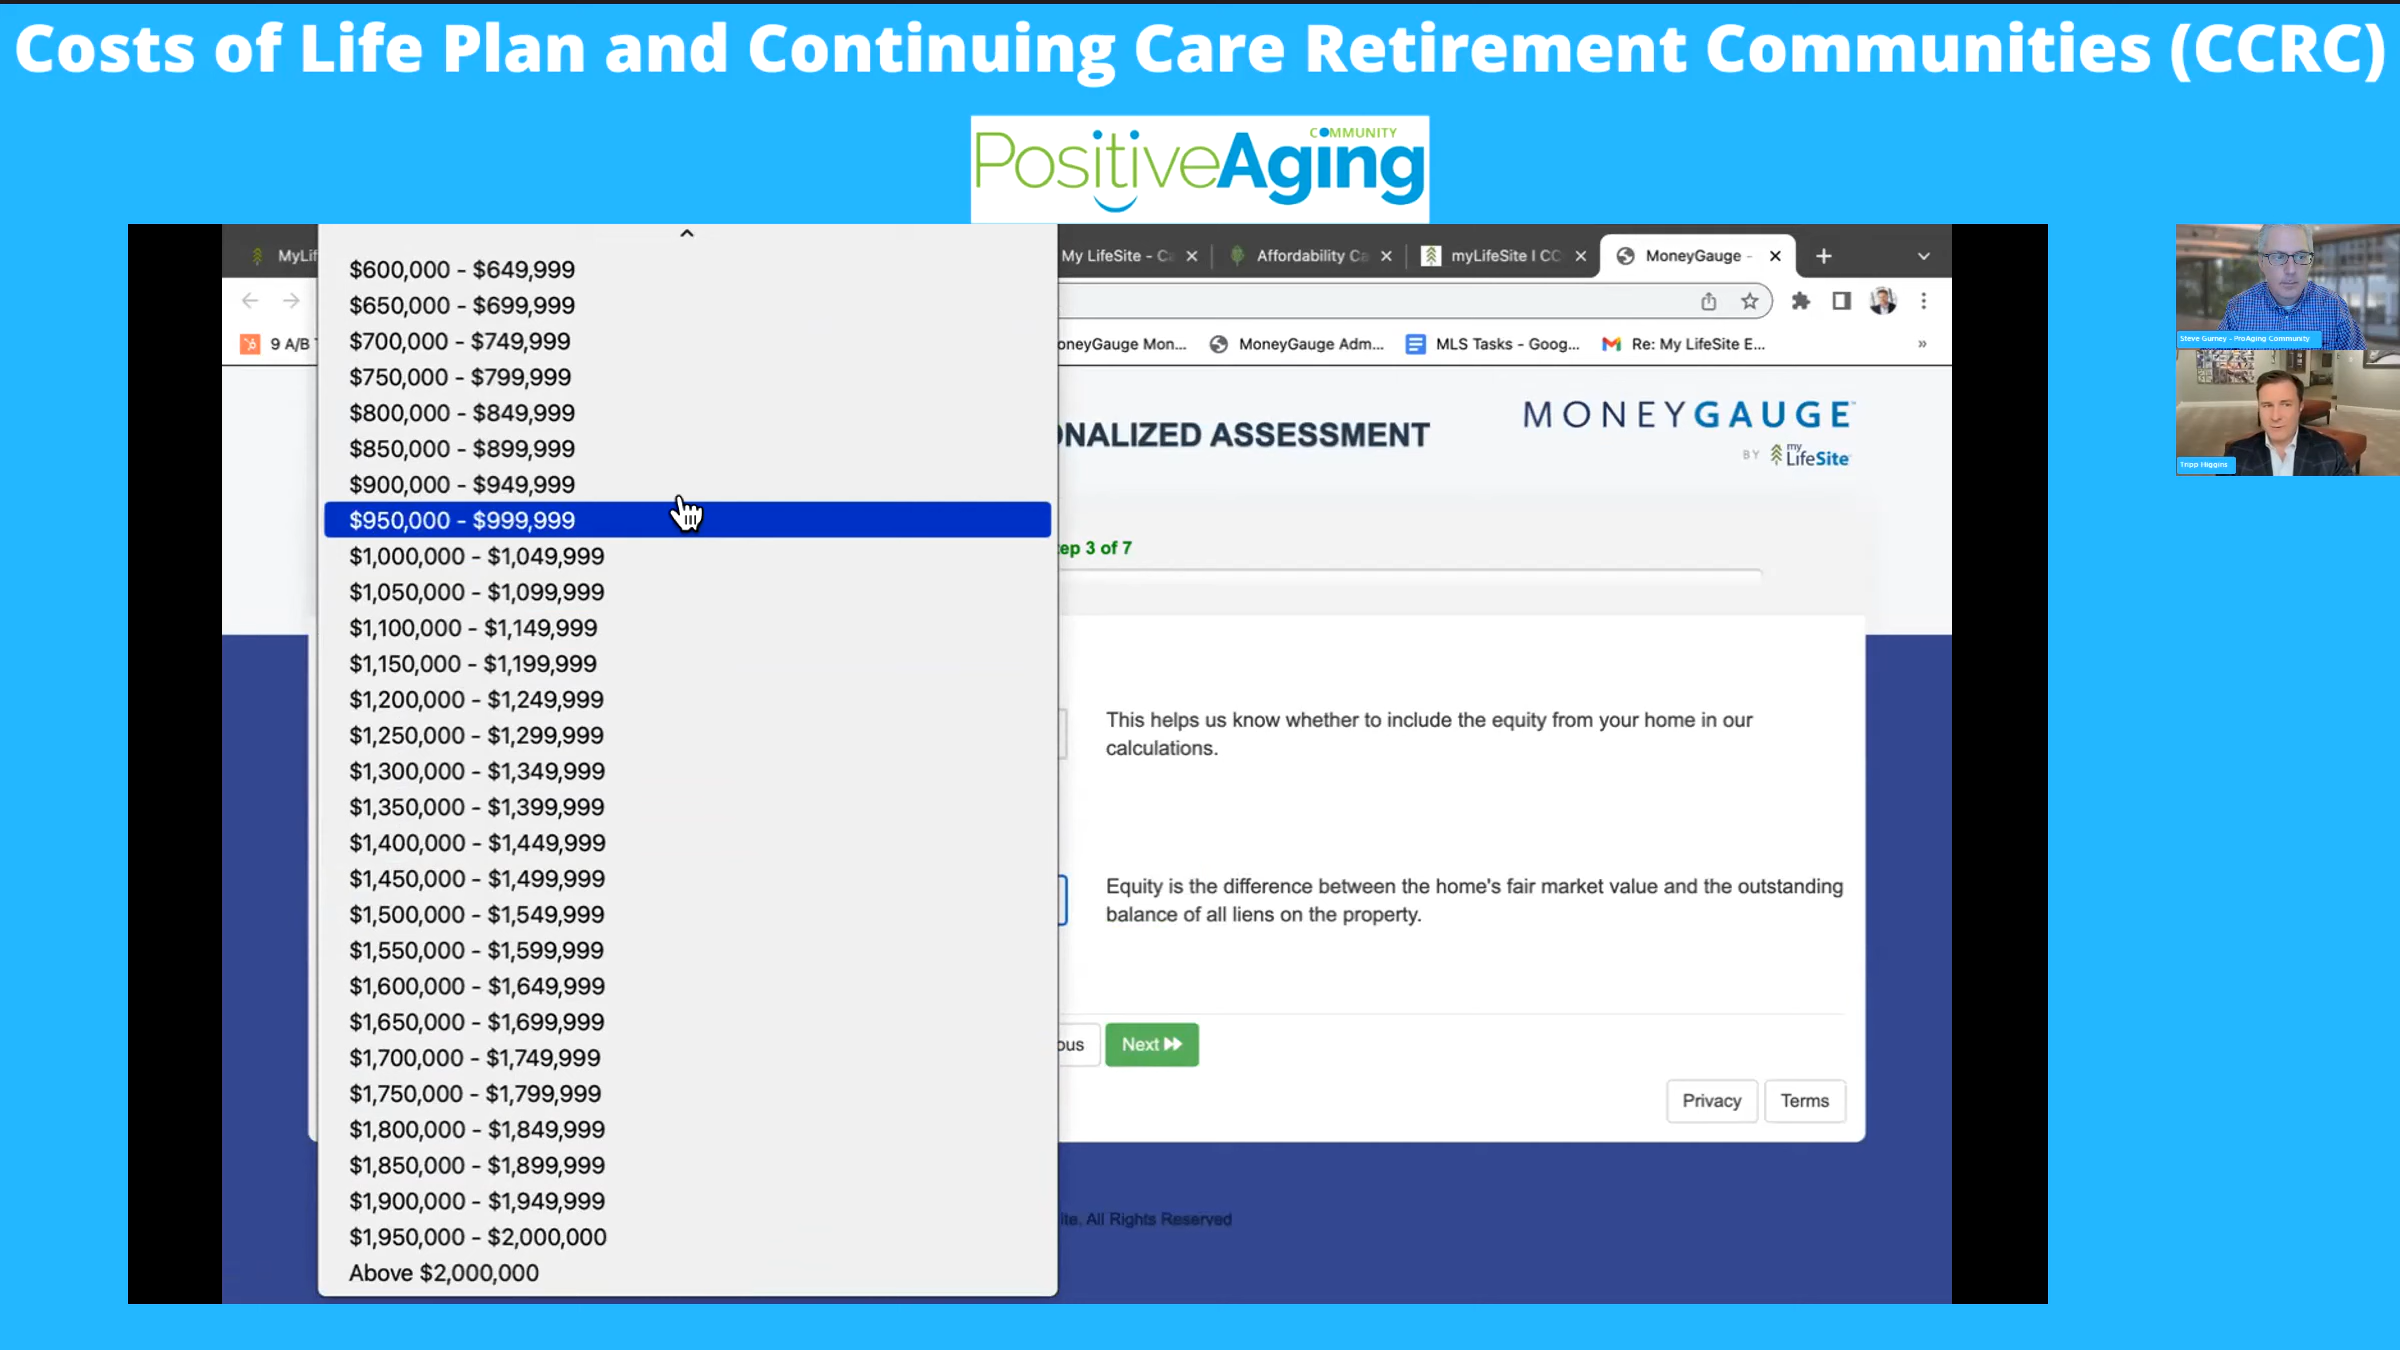 Costs of Life Plan and Continuing Care Retirement Communities (CCRC)
COMMUNITY
PositiveAging
MyLif
My LifeSite - Ca
Affordability Ca
myLifeSite I CC
MoneyGauge -
9 A/B
oneyGauge Mon...
MoneyGauge Adm...
MLS Tasks - Goog...
Re: My LifeSite E...
»
$600,000 - $649,999
$650,000 - $699,999
$700,000 - $749,999
$750,000 - $799,999
$800,000 - $849,999
$850,000 - $899,999
$900,000 - $949,999
$950,000 - $999,999
$1,000,000 - $1,049,999
$1,050,000 - $1,099,999
$1,100,000 - $1,149,999
$1,150,000 - $1,199,999
$1,200,000 - $1,249,999
$1,250,000 - $1,299,999
$1,300,000 - $1,349,999
$1,350,000 - $1,399,999
$1,400,000 - $1,449,999
$1,450,000 - $1,499,999
$1,500,000 - $1,549,999
$1,550,000 - $1,599,999
$1,600,000 - $1,649,999
$1,650,000 - $1,699,999
$1,700,000 - $1,749,999
$1,750,000 - $1,799,999
$1,800,000 - $1,849,999
$1,850,000 - $1,899,999
$1,900,000 - $1,949,999
$1,950,000 - $2,000,000
Above $2,000,000
ONALIZED ASSESSMENT
MONEYGAUGE™
BY my LifeSite
ep 3 of 7
This helps us know whether to include the equity from your home in our
calculations.
Equity is the difference between the home's fair market value and the outstanding
balance of all liens on the property.
ous
Next
Privacy
Terms
ite. All Rights Reserved
Steve Gurney - ProAging Community
Tripp Higgins